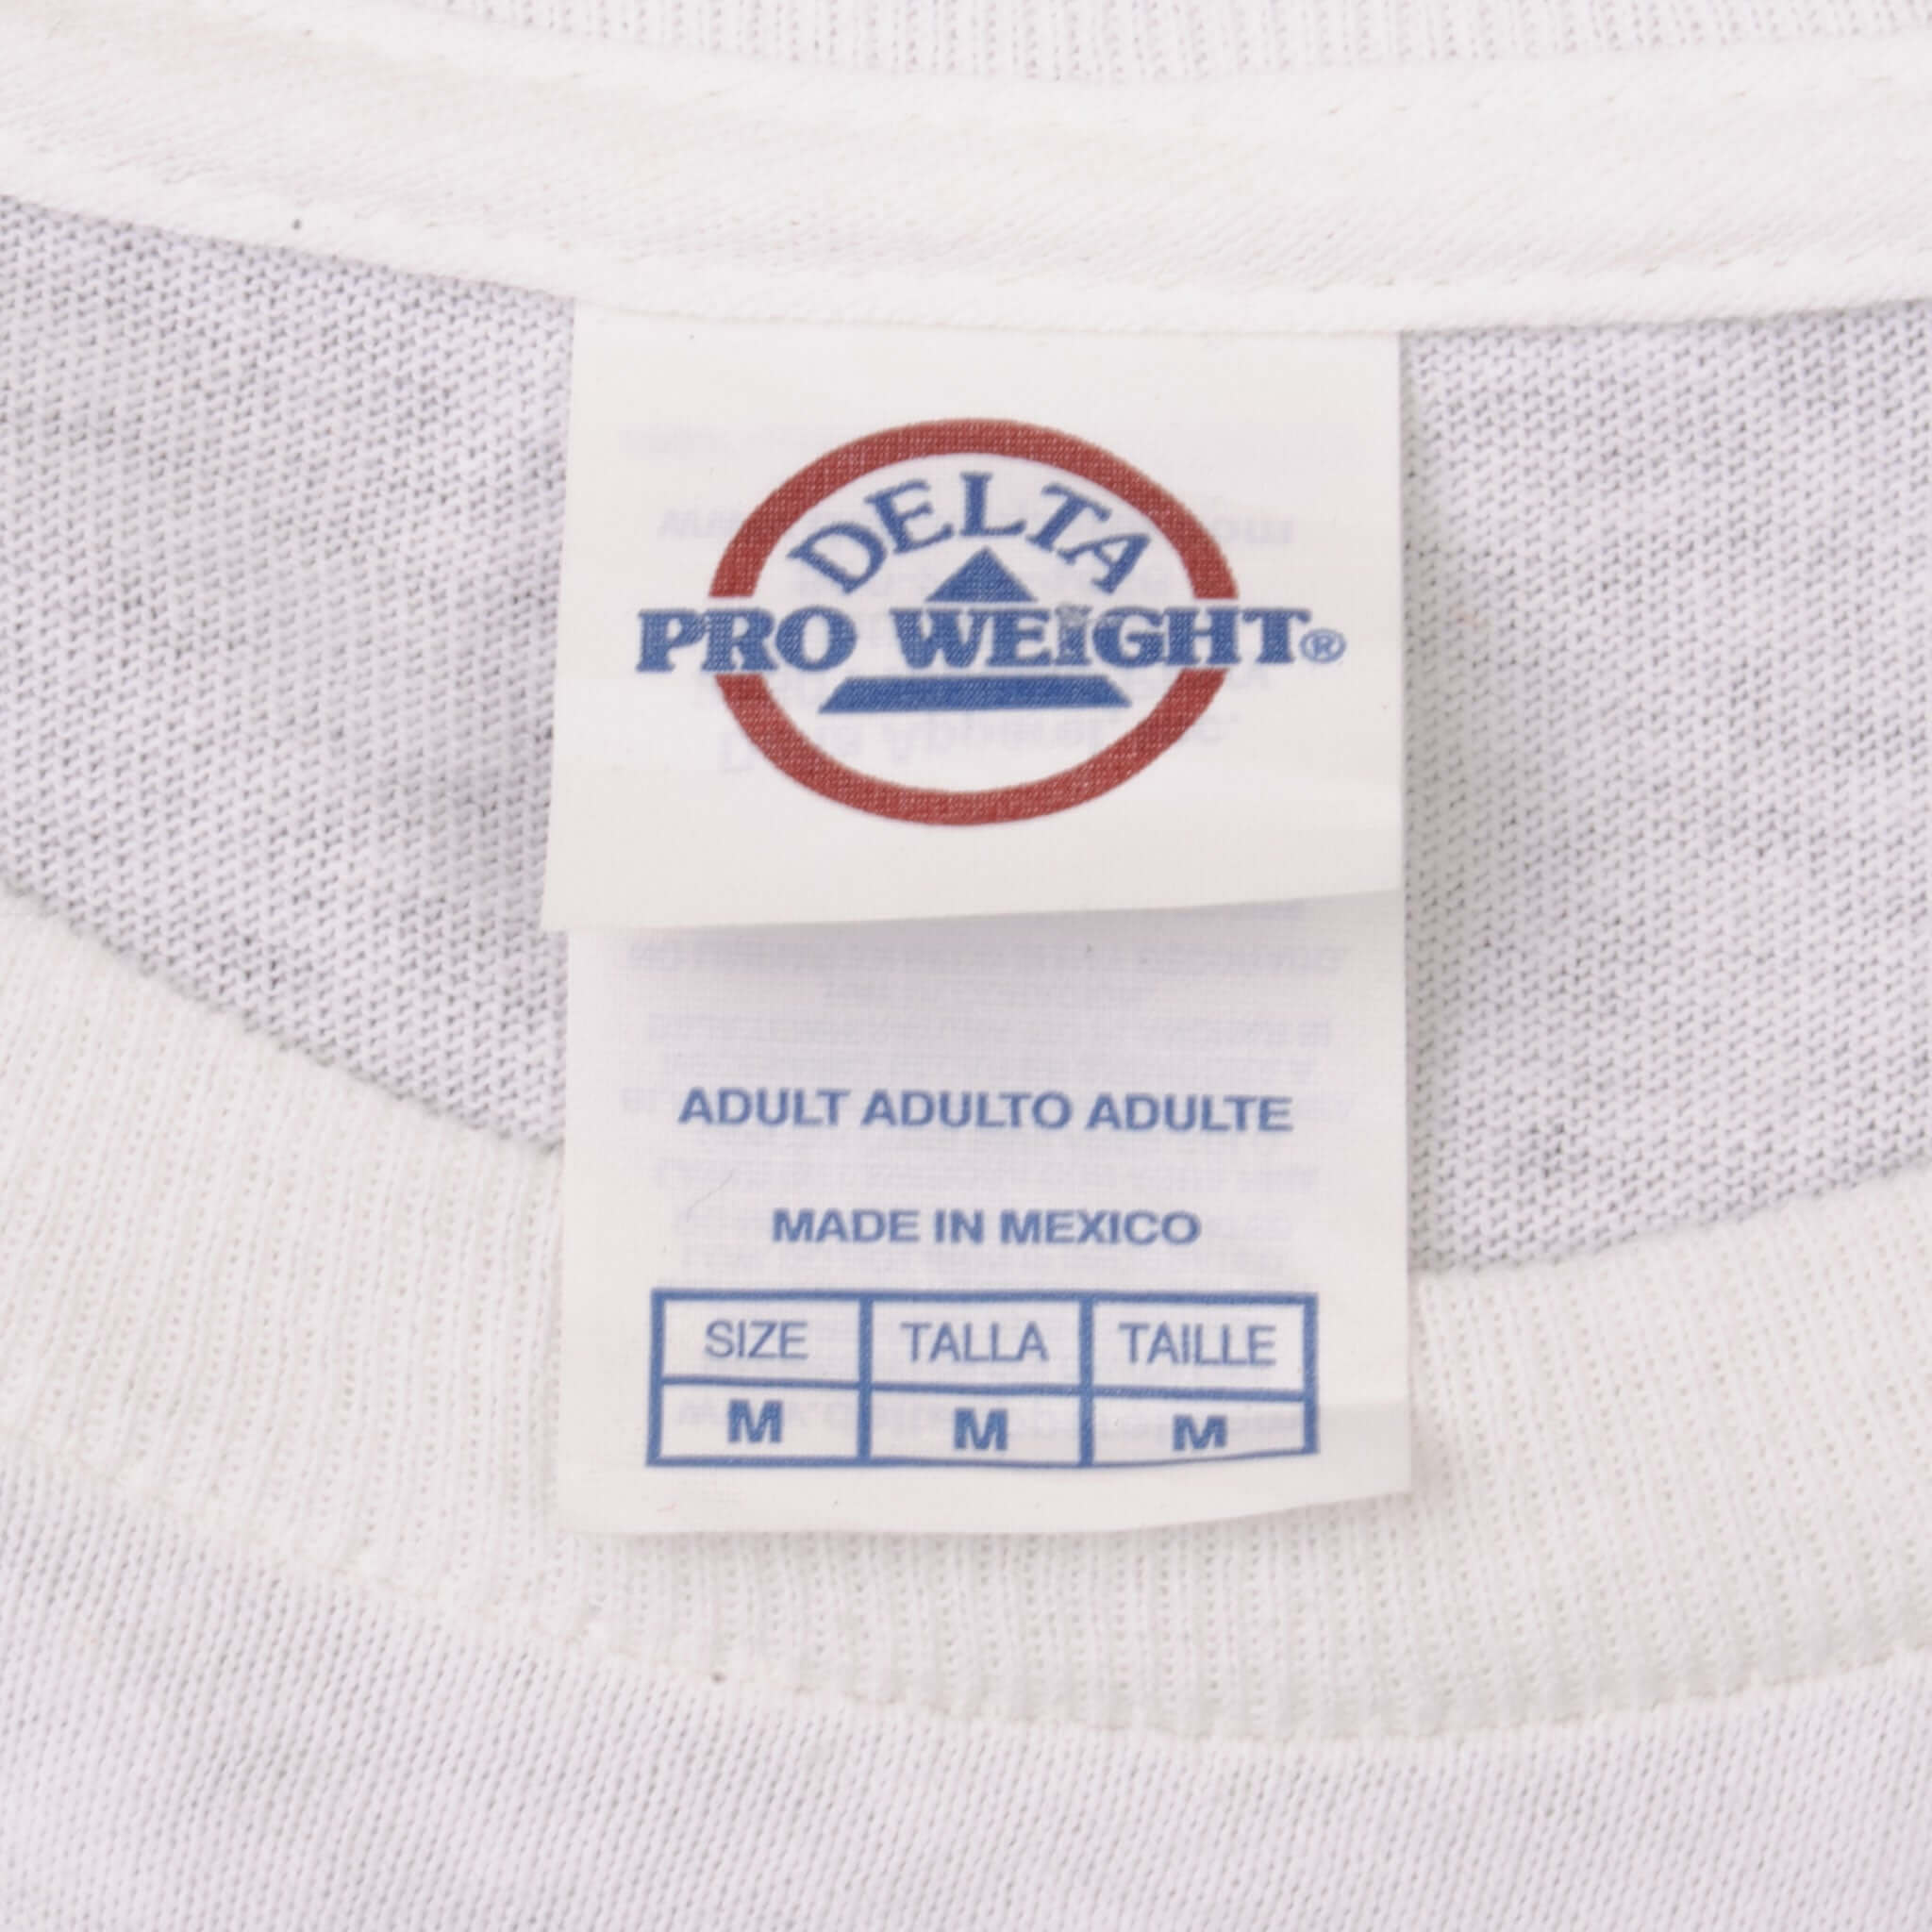 DELTA
PRO WEIGHT®
ADULT ADULTO ADULTE
MADE IN MEXICO
SIZE TALLA TAILLE
M M M